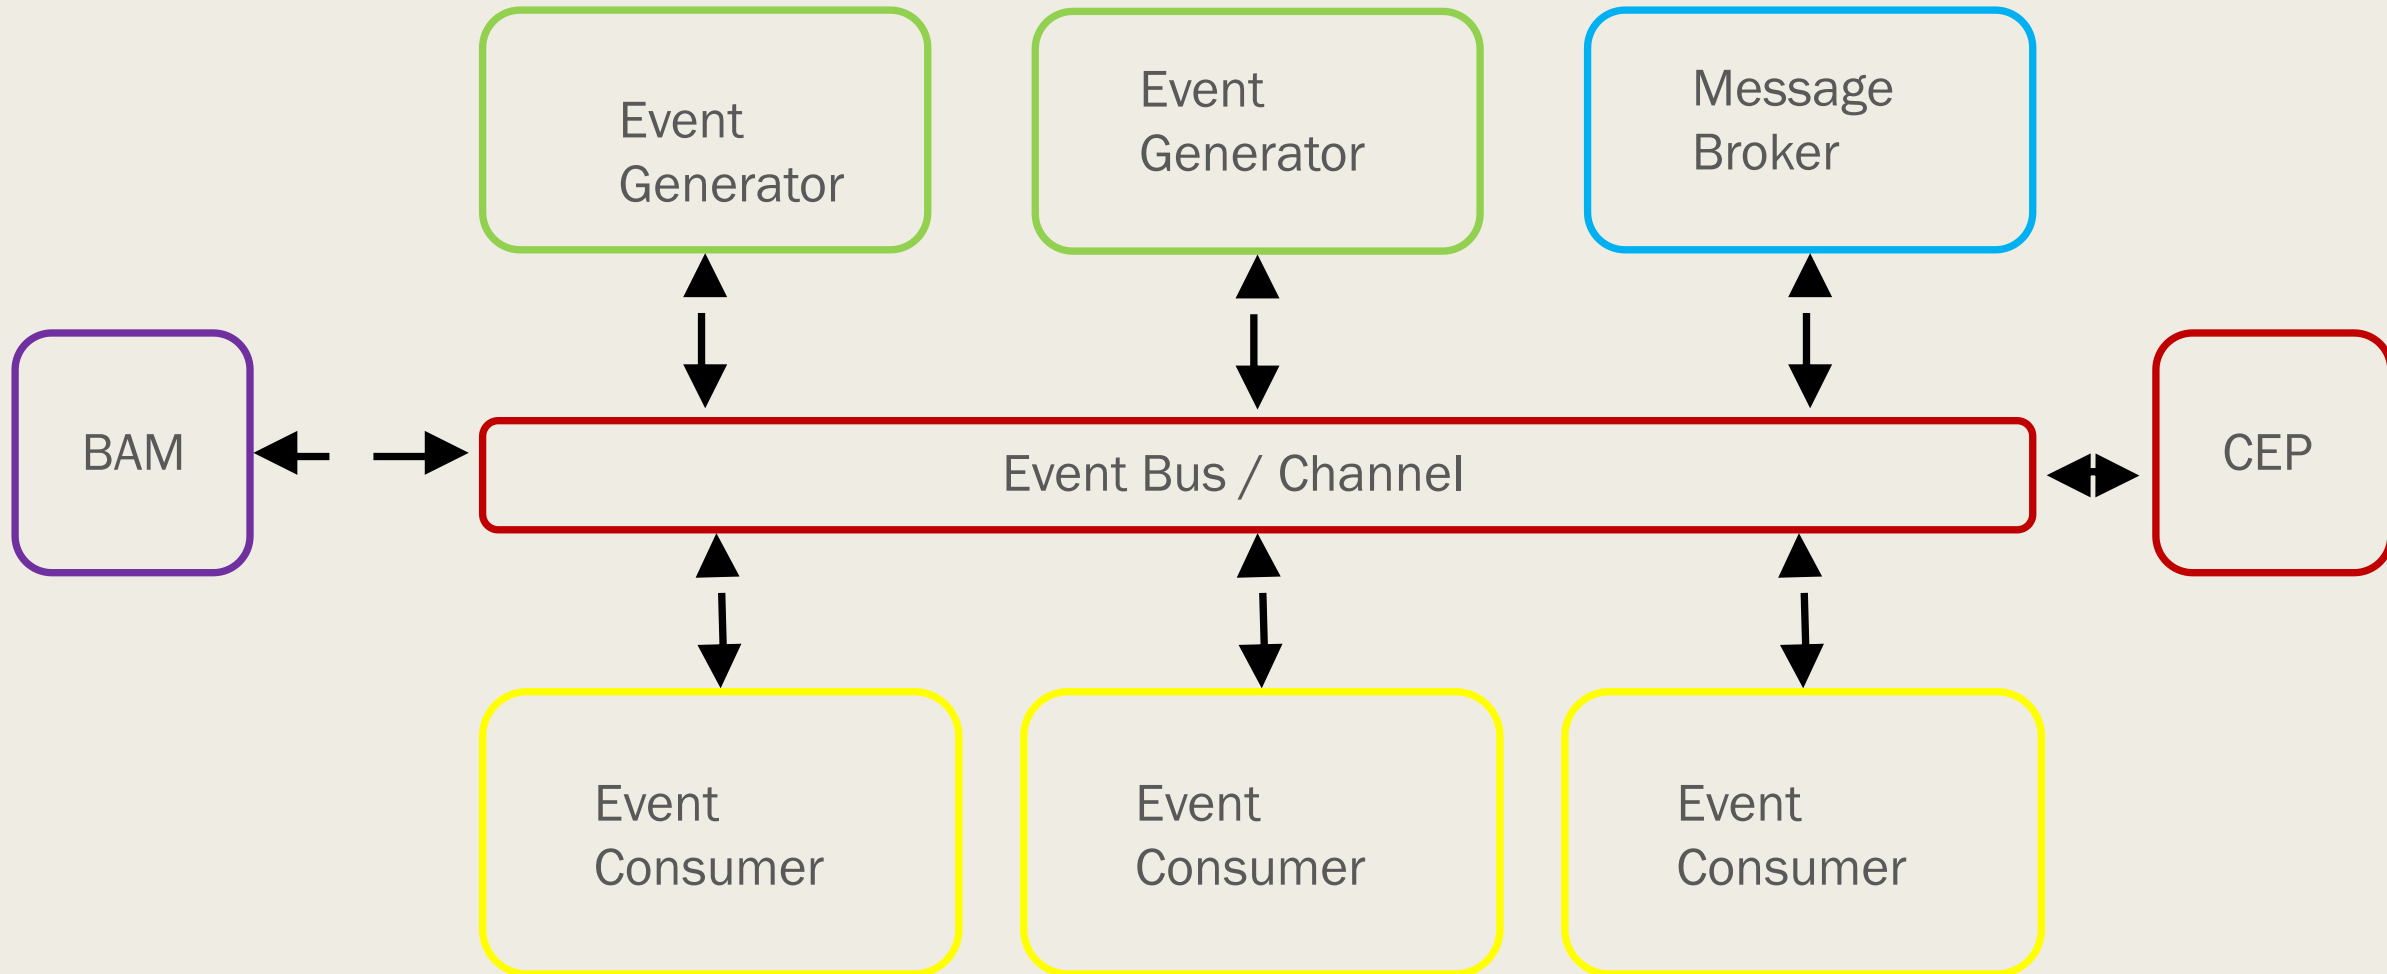 Event
Generator
Event
Generator
Message
Broker
BAM
Event Bus / Channel
CEP
Event
Consumer
Event
Consumer
Event
Consumer